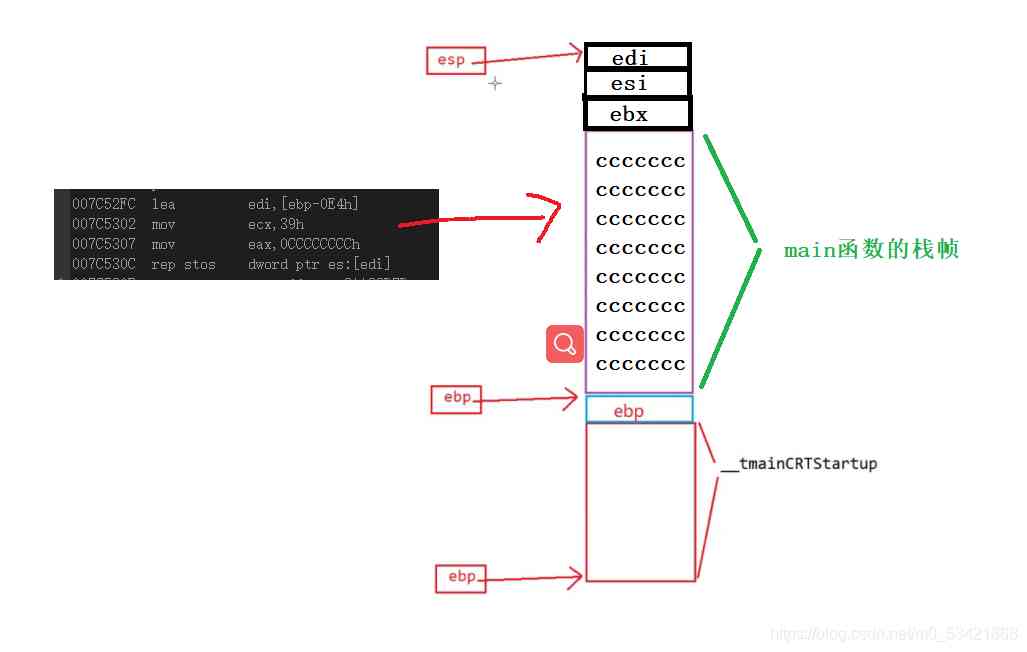 esp
edi
esi
ebx
ccccccc
ccccccc
ccccccc
ccccccc
ccccccc
ccccccc
ccccccc
ccccccc
007C52FC lea edi,[ebp-0E4h]
007C5302 mov ecx,39h
007C5307 mov eax,0CCCCCCCCh
007C530C rep stos dword ptr es:[edi]
main函数的栈帧
ebp
ebp
__tmainCRTStartup
ebp
https://blog.csdn.net/m0_53421868